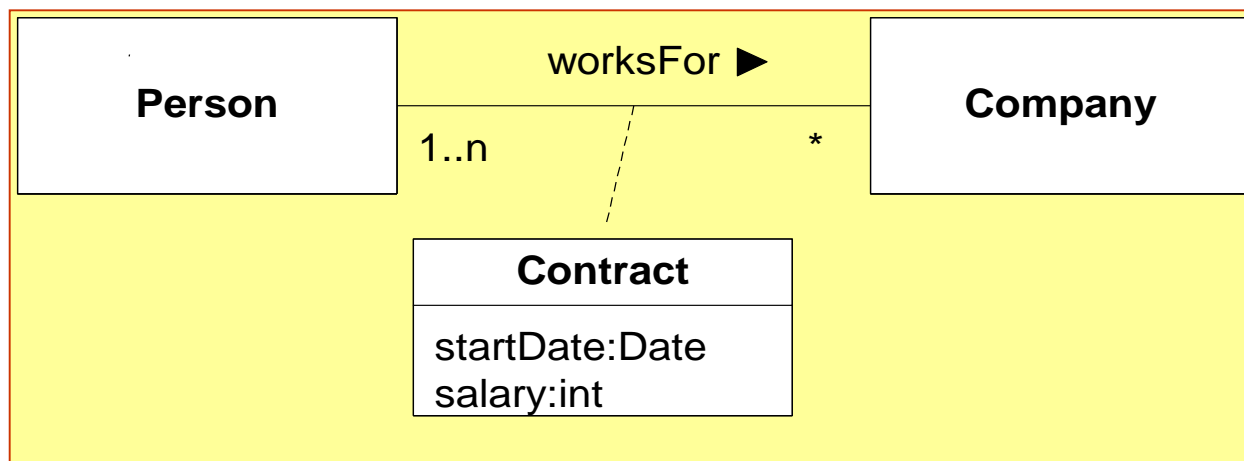 worksFor ►
Person
Company
1..n
*
Contract
startDate:Date
salary:int